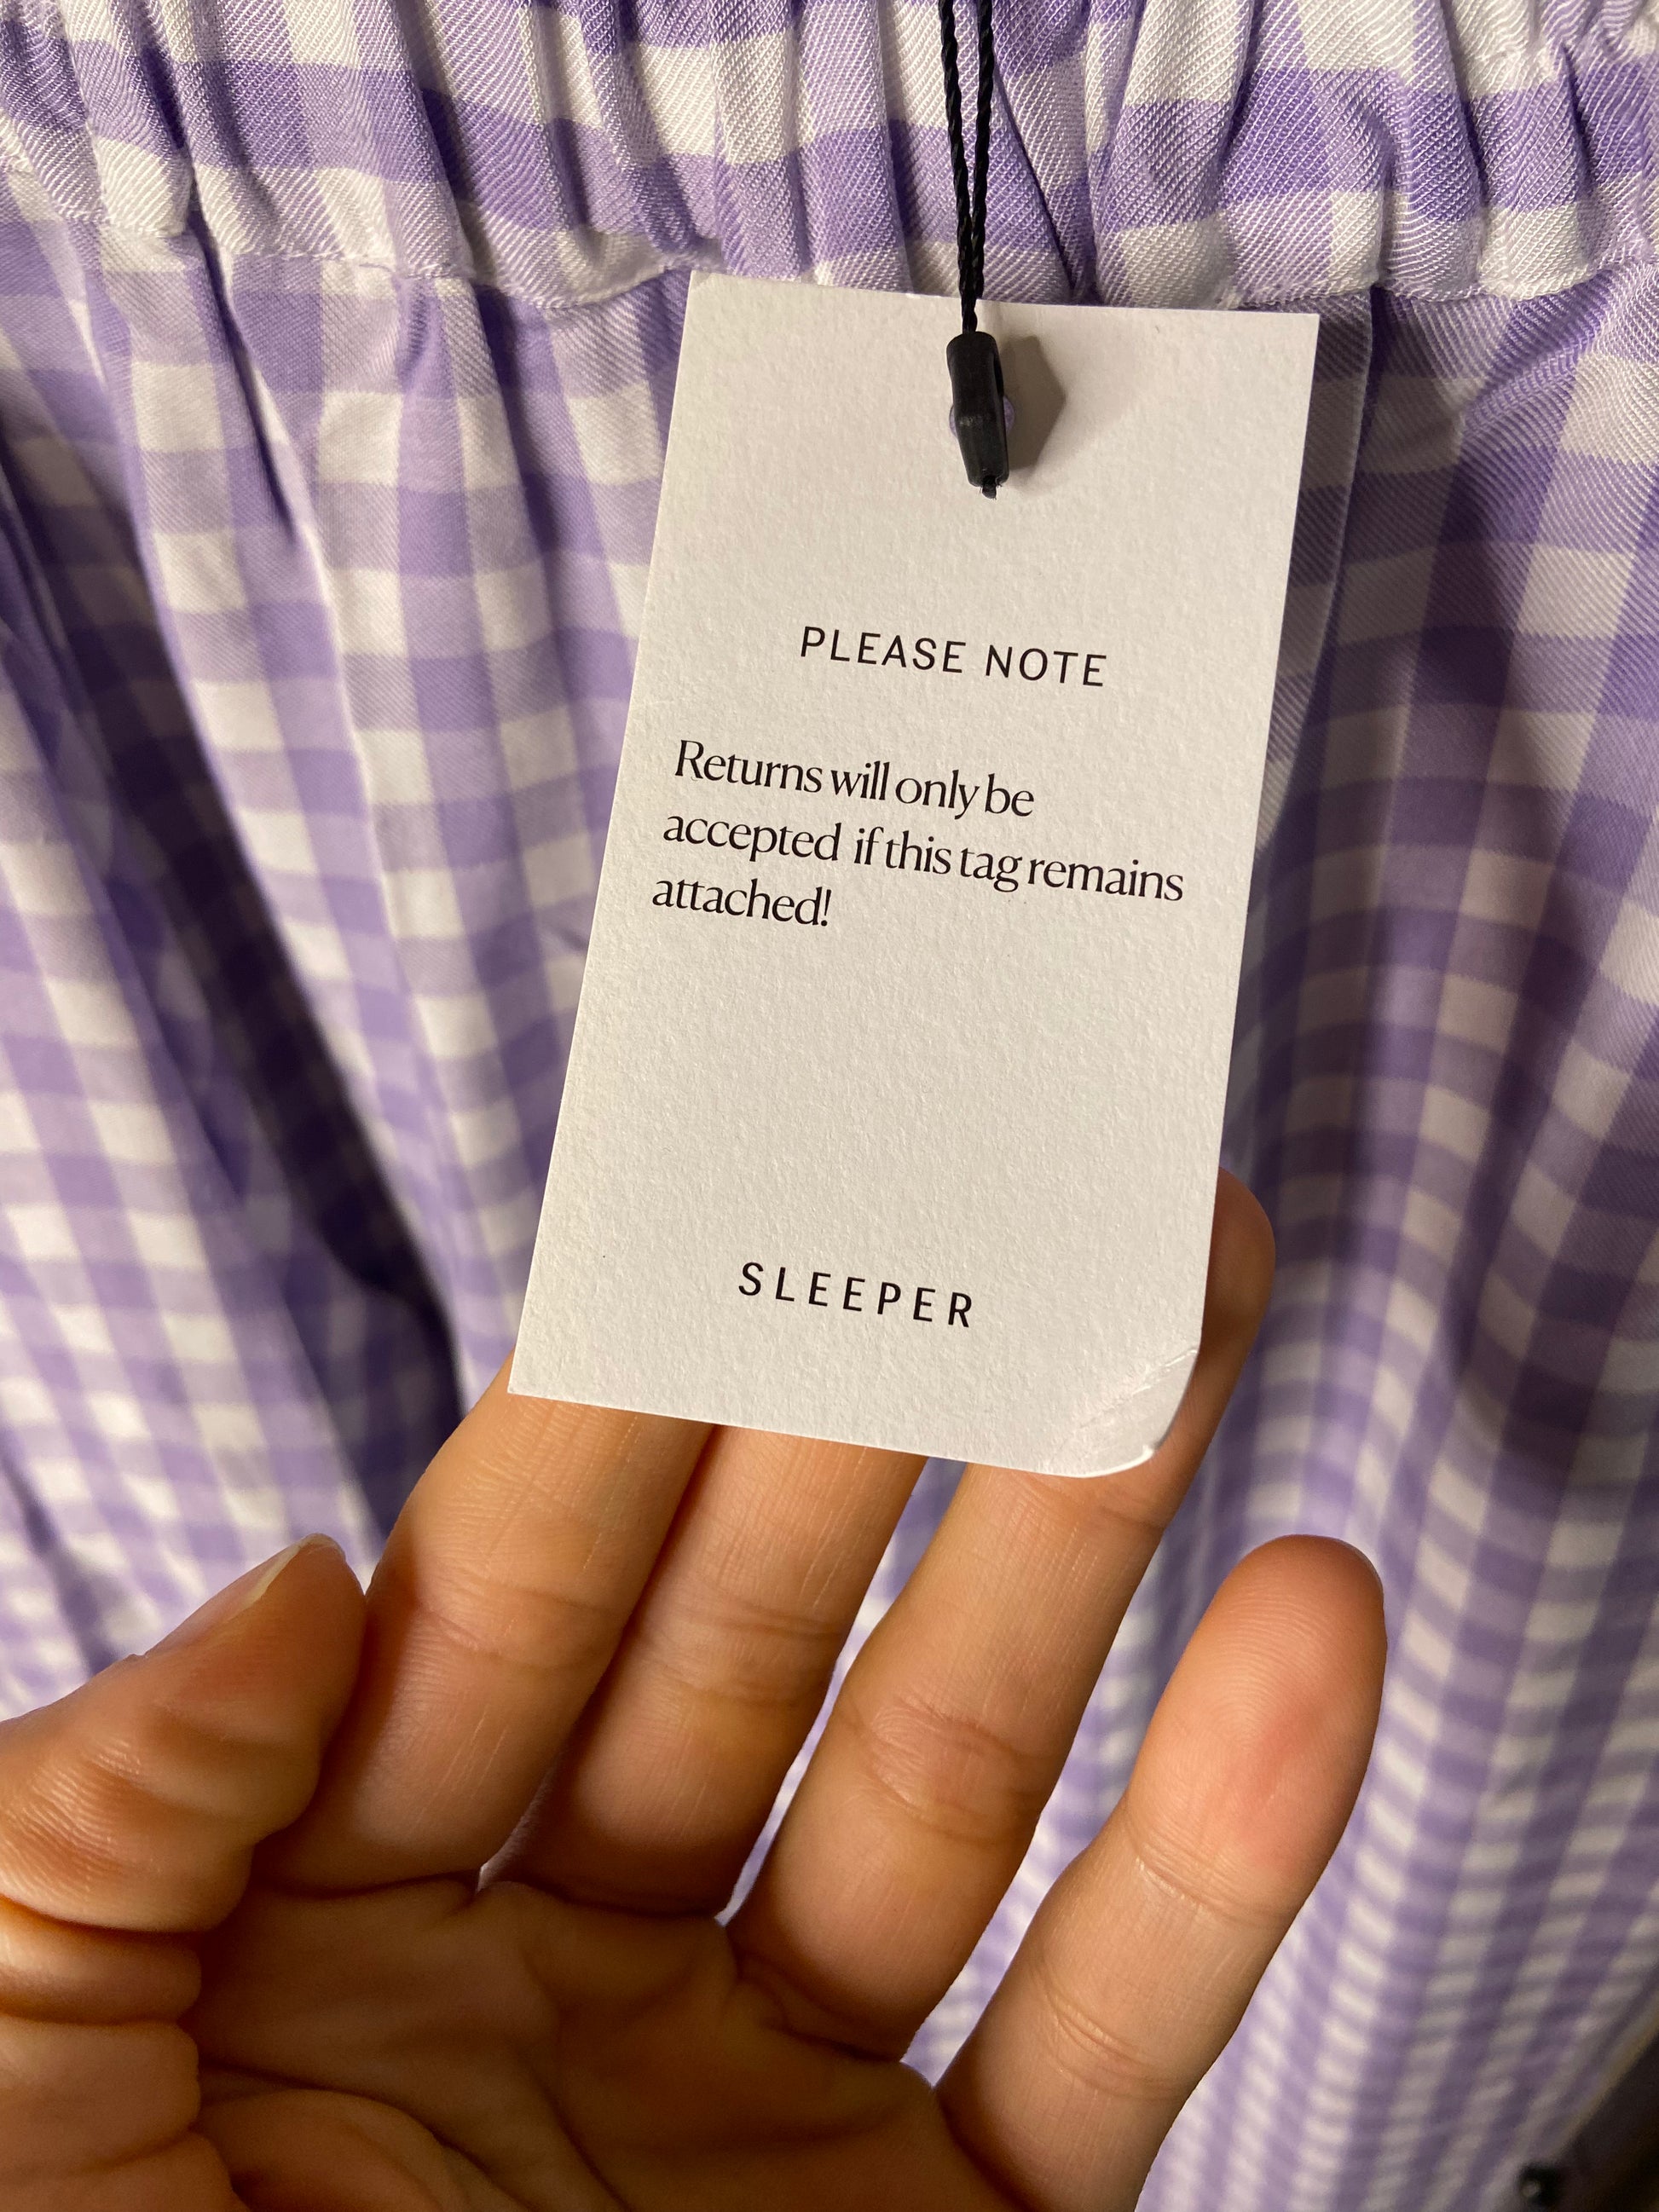 PLEASE NOTE
Returns will only be
accepted if this tag remains
attached!
SLEEPER